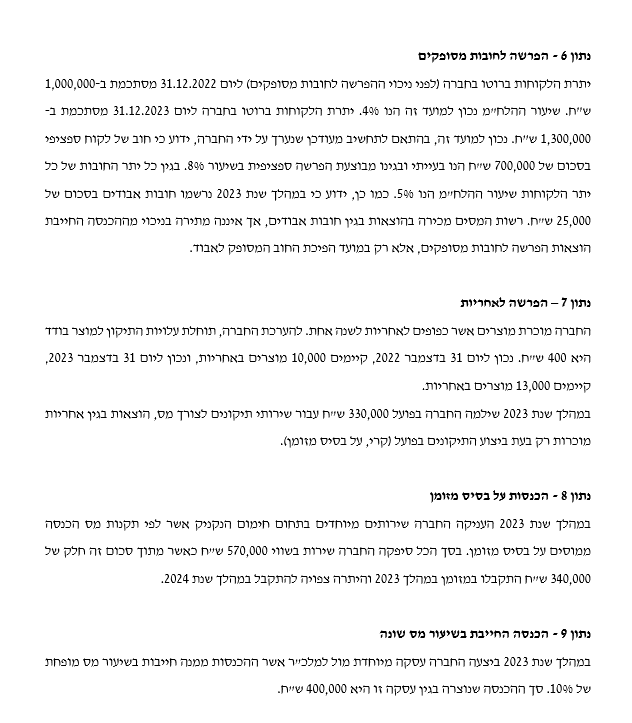 נתון 6 - הפרשה לחובות מסופקים
יתרת הלקוחות ברוטו בחברה (לפני ניכוי ההפרשה לחובות מסופקים) ליום 31.12.2022 מסתכמת ב-1,000,000
ש"ח. שיעור ההלח"מ נכון למועד זה הנו 4%. יתרת הלקוחות ברוטו בחברה ליום 31.12.2023 מסתכמת ב-
1,300,000 ש"ח. נכון למועד זה, בהתאם לתחשיב מעודכן שנערך על ידי החברה, ידוע כי חוב של לקוח ספציפי
בסכום של 700,000 ש"ח הנו בעייתי ובגינו מבוצעת הפרשה ספציפית בשיעור 8%. בגין כל יתר החובות של כל
יתר הלקוחות שיעור ההלח"מ הנו 5%. כמו כן, ידוע כי במהלך שנת 2023 נרשמו חובות אבודים בסכום של
25,000 ש"ח. רשות המסים מכירה בהוצאות בגין חובות אבודים, אך איננה מתירה בניכוי מההכנסה החייבת
הוצאות הפרשה לחובות מסופקים, אלא רק במועד הפיכת החוב המסופק לאבוד.
נתון 7 – הפרשה לאחריות
החברה מוכרת מוצרים אשר כפופים לאחריות לשנה אחת. להערכת החברה, תוחלת עלויות התיקון למוצר בודד
היא 400 ש"ח. נכון ליום 31 בדצמבר 2022, קיימים 10,000 מוצרים באחריות, ונכון ליום 31 בדצמבר 2023,
קיימים 13,000 מוצרים באחריות.
במהלך שנת 2023 שילמה החברה בפועל 330,000 ש"ח עבור שירותי תיקונים לצורך מס, הוצאות בגין אחריות
מוכרות רק בעת ביצוע התיקונים בפועל (קרי, על בסיס מזומן).
נתון 8 - הכנסות על בסיס מזומן
במהלך שנת 2023 העניקה החברה שירותים מיוחדים בתחום חימום הנקניק אשר לפי תקנות מס הכנסה
ממוסים על בסיס מזומן. בסך הכל סיפקה החברה שירות בשווי 570,000 ש"ח כאשר מתוך סכום זה חלק של
340,000 ש"ח התקבלו במזומן במהלך 2023 והיתרה צפויה להתקבל במהלך שנת 2024.
נתון 9 - הכנסה החייבת בשיעור מס שונה
במהלך שנת 2023 ביצעה החברה עסקה מיוחדת מול למלכ"ר אשר ההכנסות ממנה חייבות בשיעור מס מופחת
של 10%. סך ההכנסה שנוצרה בגין עסקה זו היא 400,000 ש"ח.